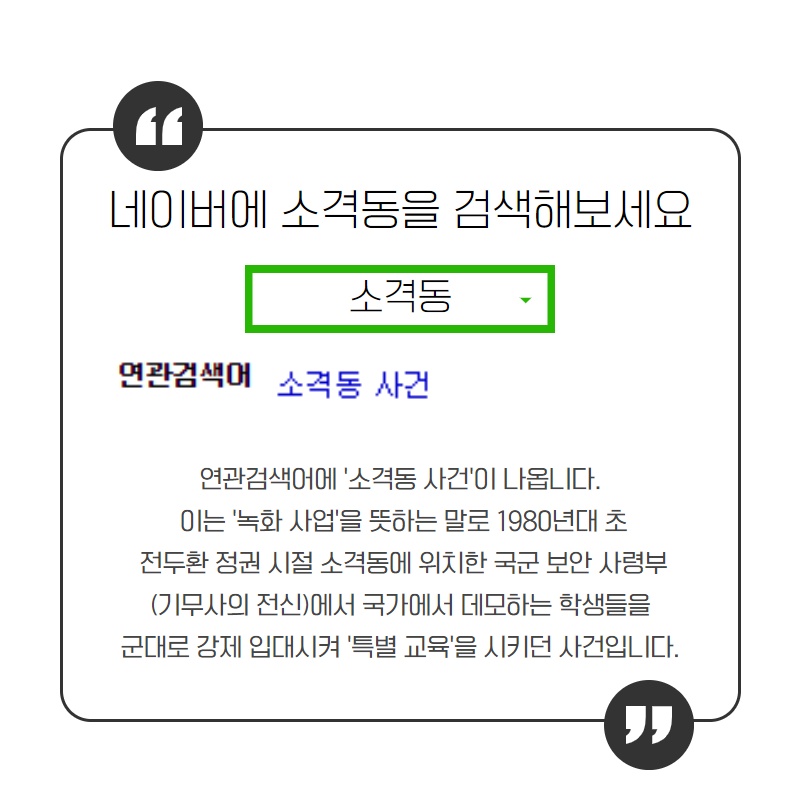 네이버에 소격동을 검색해보세요
소격동
연관검색어 소격동 사건
연관검색어에 '소격동 사건'이 나옵니다.
이는 '녹화 사업'을 뜻하는 말로 1980년대 초
전두환 정권 시절 소격동에 위치한 국군 보안 사령부
(기무사의 전신)에서 국가에서 데모하는 학생들을
군대로 강제 입대시켜 '특별 교육'을 시키던 사건입니다.